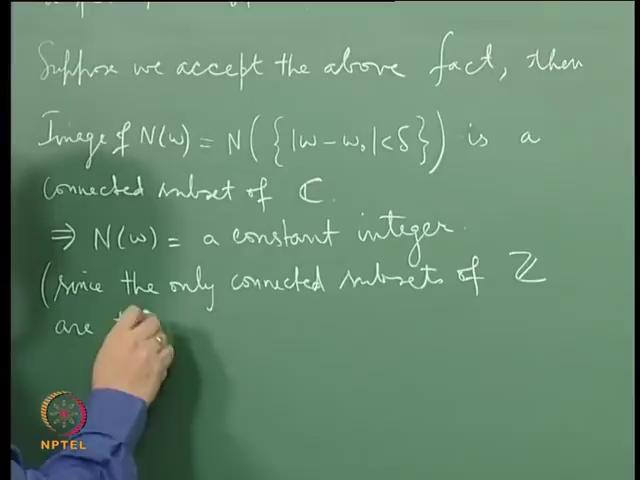 Suppose we accept the above fact, then
Image of N(w) = N({|w - w₀| < δ}) is a
connected subset of ℂ.
⇒ N(w) = a constant integer.
(since the only connected subsets of ℤ
are
NPTEL